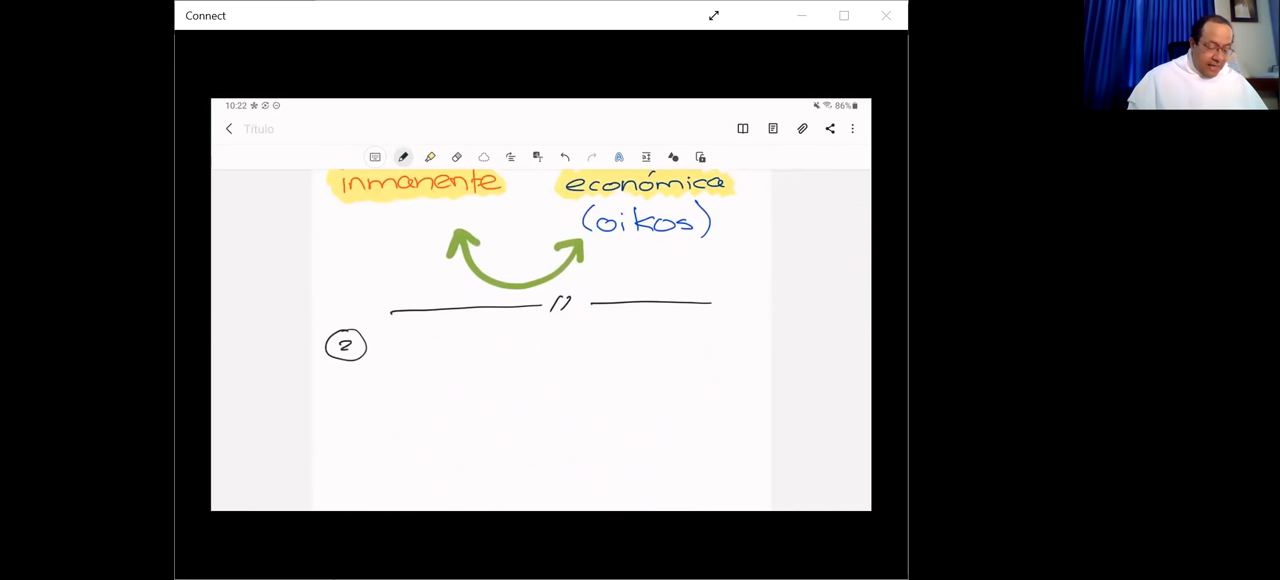 Connect
10:22 86%
Título
inmanente económica
(oikos)
2